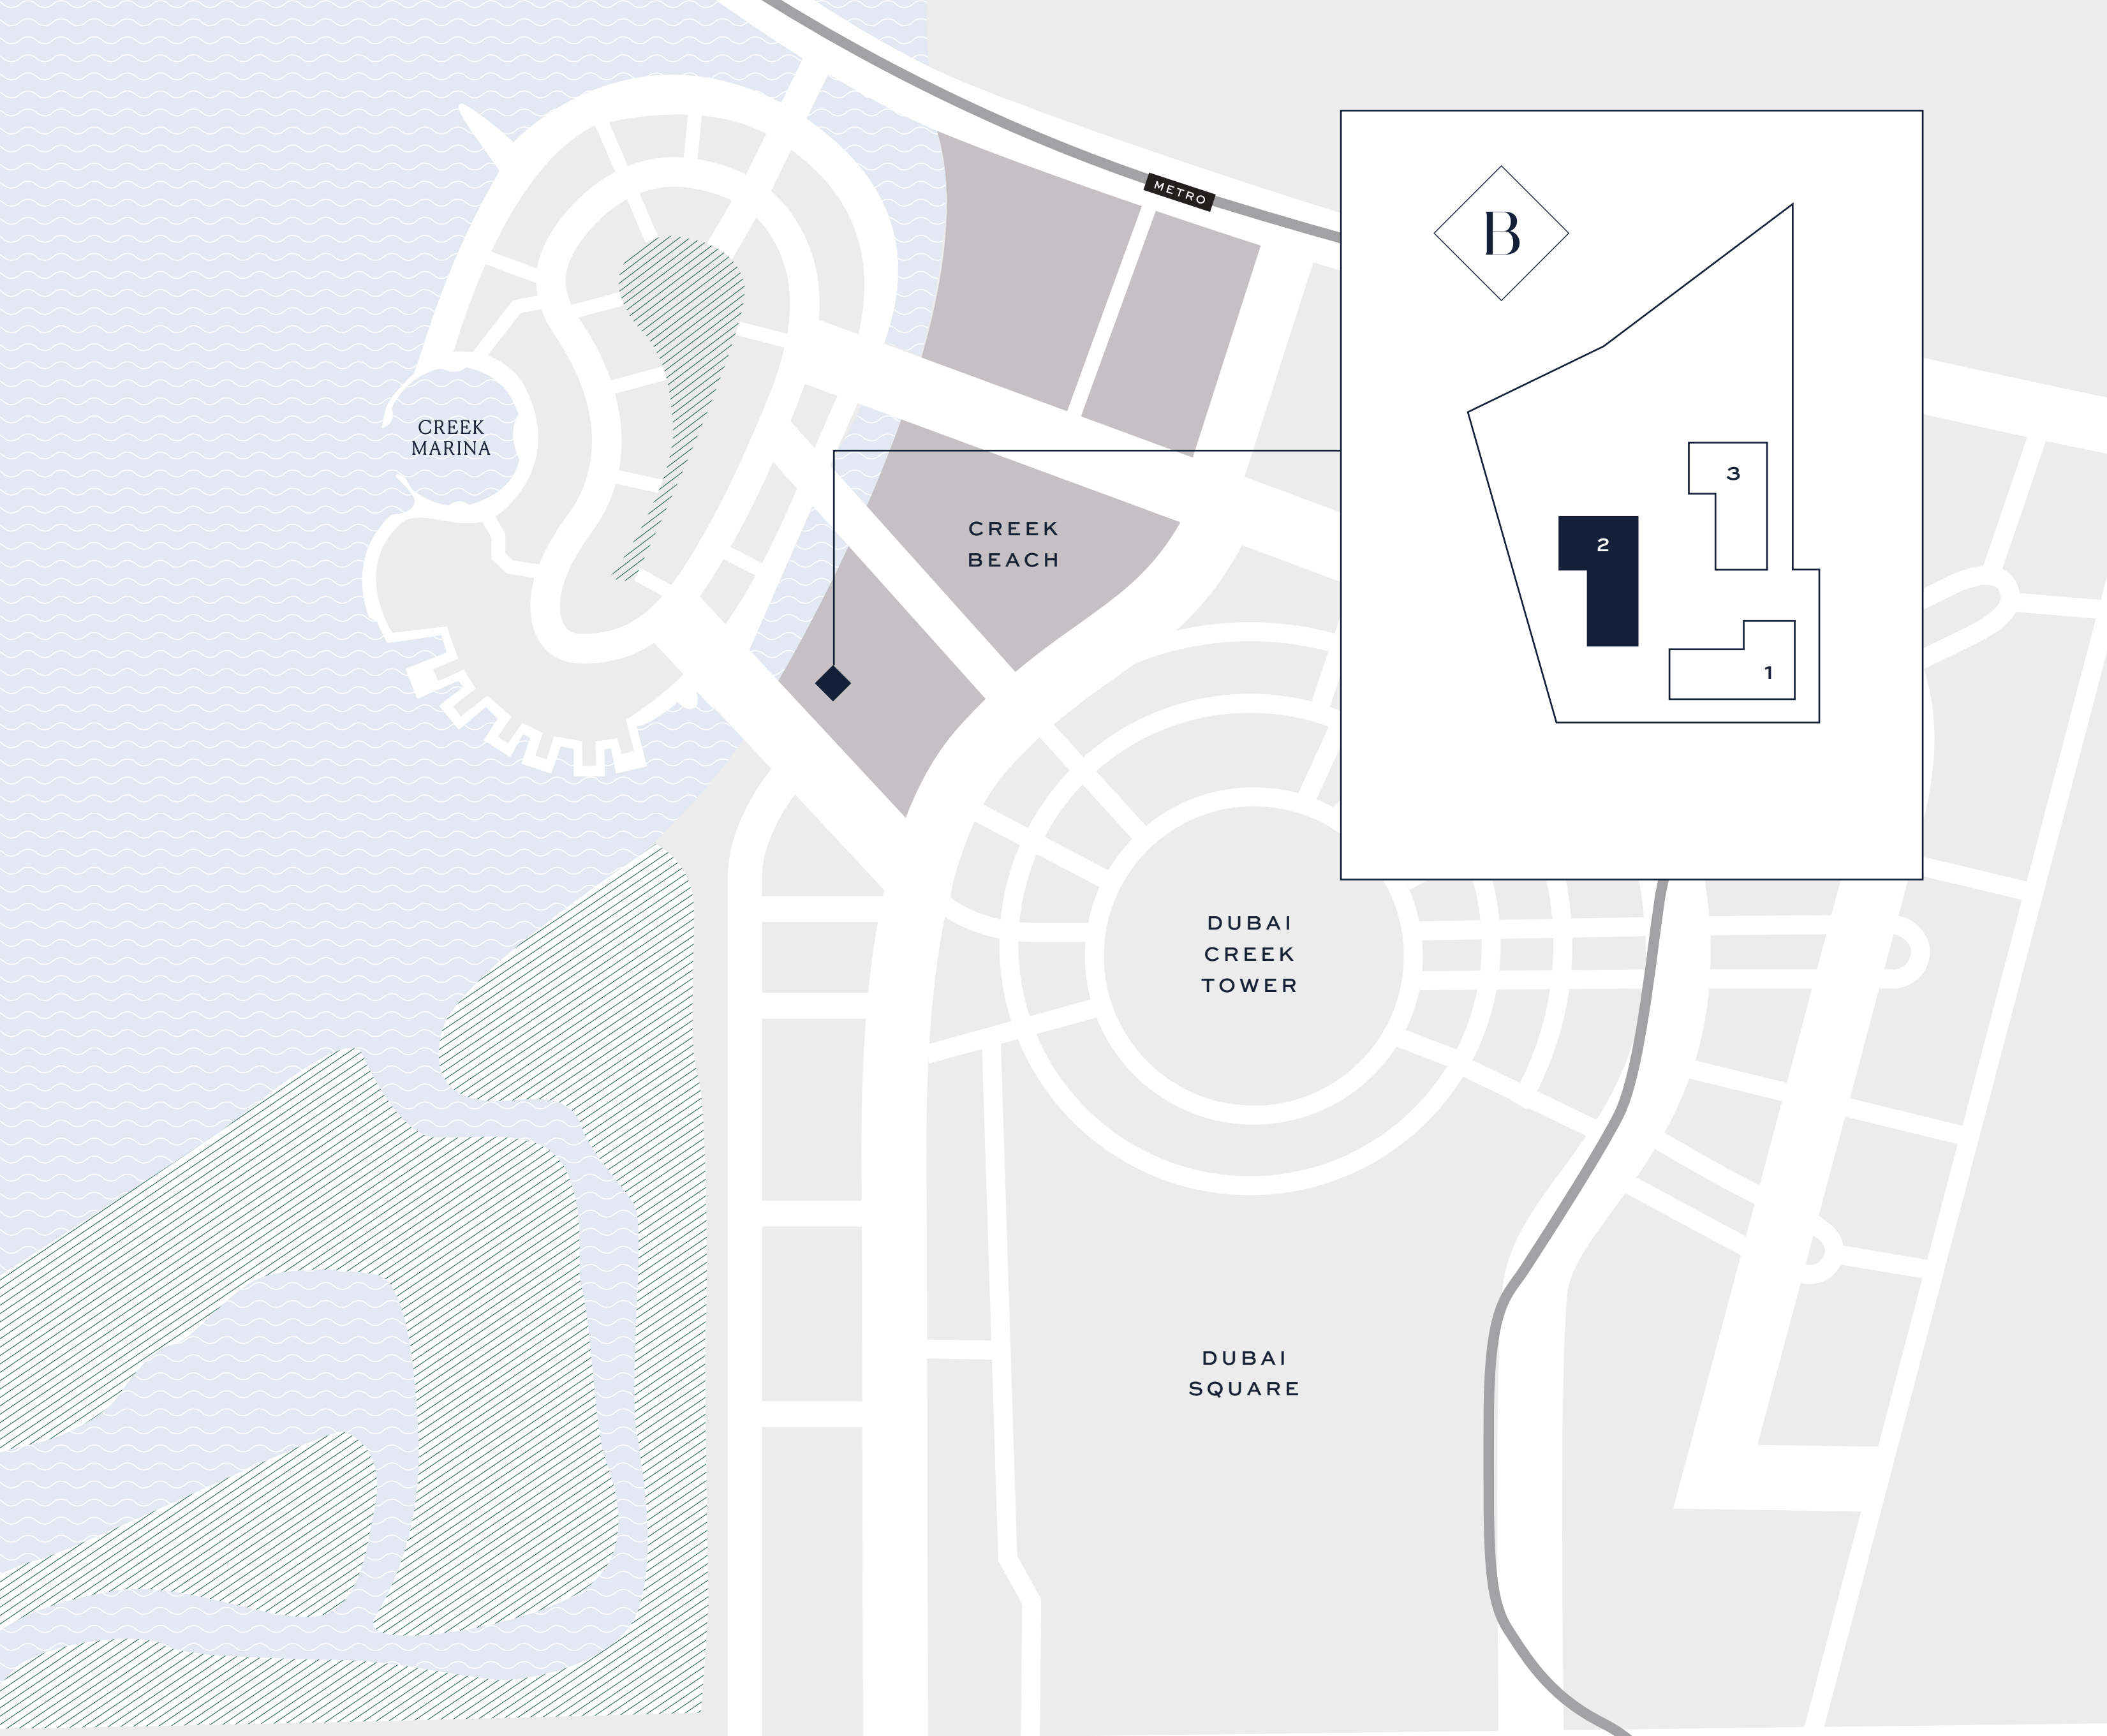 METRO
B
CREEK
MARINA
3
CREEK
BEACH
2
1
DUBAI
CREEK
TOWER
DUBAI
SQUARE